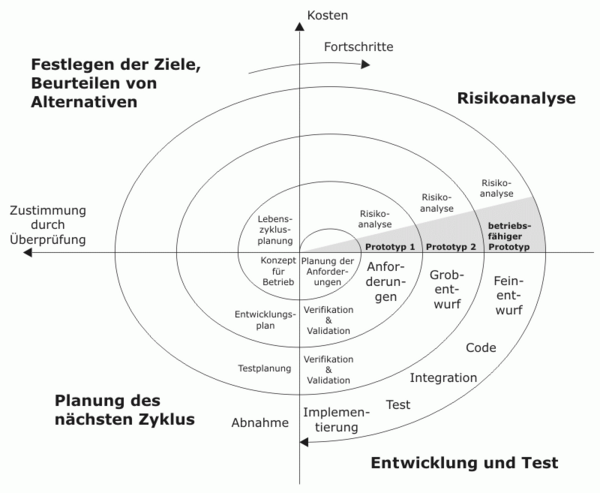 Kosten
Fortschritte
Festlegen der Ziele,
Beurteilen von
Alternativen
Risikoanalyse
Risiko-
analyse
Risiko-
analyse
Risiko-
analyse
Zustimmung
durch
Überprüfung
Lebens-
zyklus-
planung
Prototyp 1
Prototyp 2
betriebs-
fähiger
Prototyp
Konzept
für
Betrieb
Planung der
Anforder-
ungen
Anfor-
derun-
gen
Grob-
ent-
wurf
Fein-
ent-
wurf
Entwicklungs-
plan
Verifikation
&
Validation
Code
Testplanung
Verifikation
&
Validation
Integration
Test
Planung des
nächsten Zyklus
Abnahme
Implemen-
tierung
Entwicklung und Test